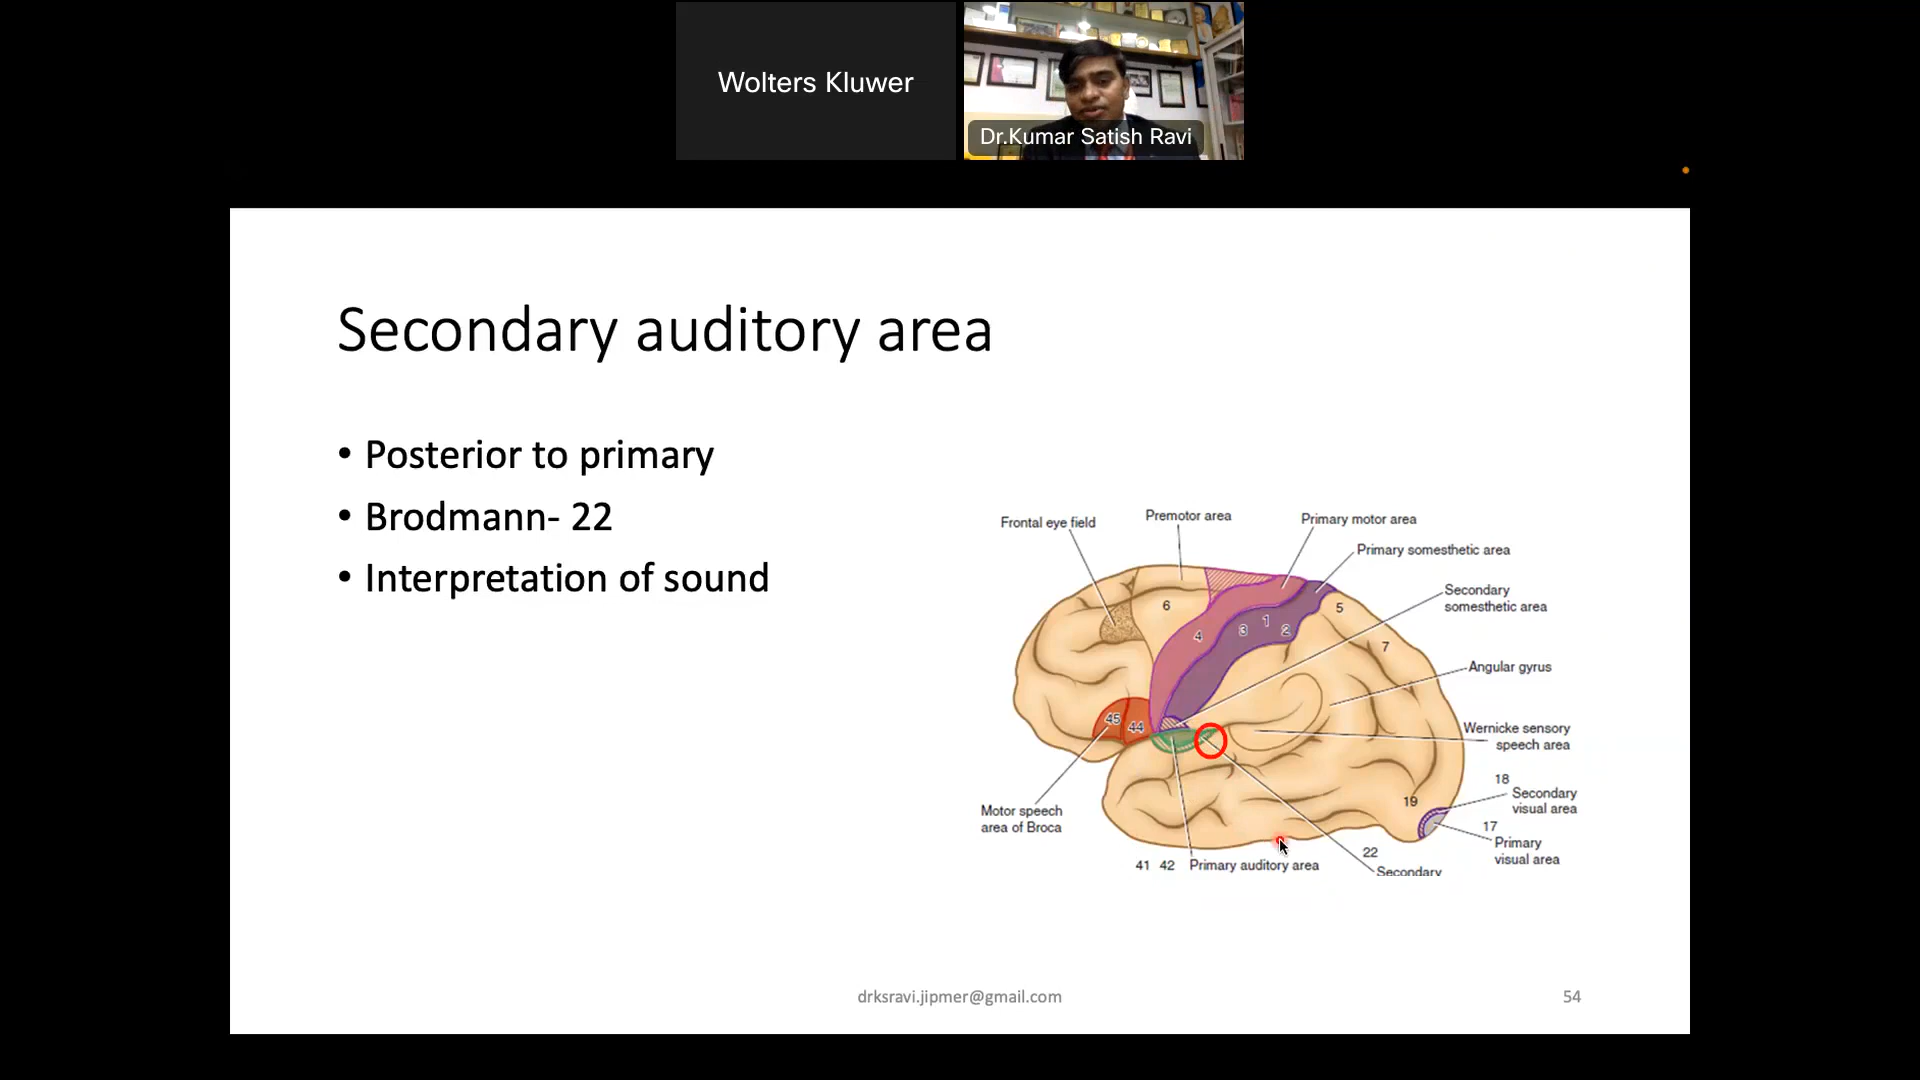 Wolters Kluwer
Dr.Kumar Satish Ravi
Secondary auditory area
• Posterior to primary
• Brodmann- 22
• Interpretation of sound
Frontal eye field
Premotor area
Primary motor area
Primary somesthetic area
Secondary
somesthetic area
Angular gyrus
Wernicke sensory
speech area
18
Secondary
visual area
17
Primary
visual area
22
Secondary
Primary auditory area
41 42
Motor speech
area of Broca
6
4
3
1
2
5
7
45
44
19
drksravi.jipmer@gmail.com
54